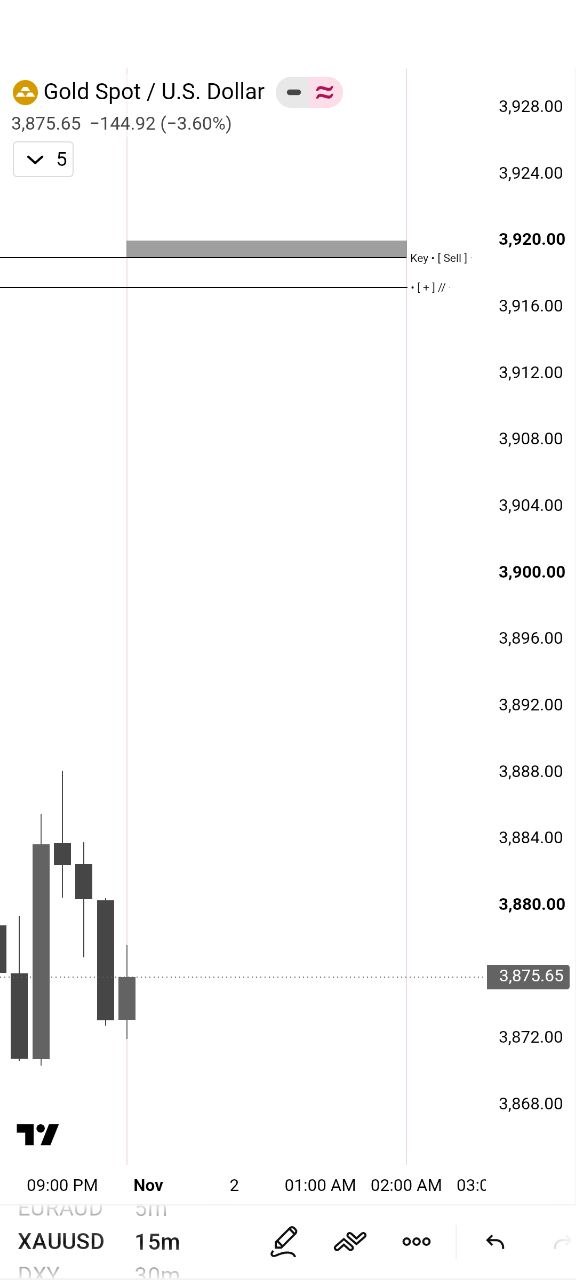 Gold Spot / U.S. Dollar
3,875.65 −144.92 (−3.60%)
5
3,928.00
3,924.00
3,920.00
Key • [ Sell ]
• [ + ] //
3,916.00
3,912.00
3,908.00
3,904.00
3,900.00
3,896.00
3,892.00
3,888.00
3,884.00
3,880.00
3,875.65
3,872.00
3,868.00
09:00 PM Nov 2 01:00 AM 02:00 AM 03:0
EURAUD 5m
XAUUSD 15m
DXY 30m